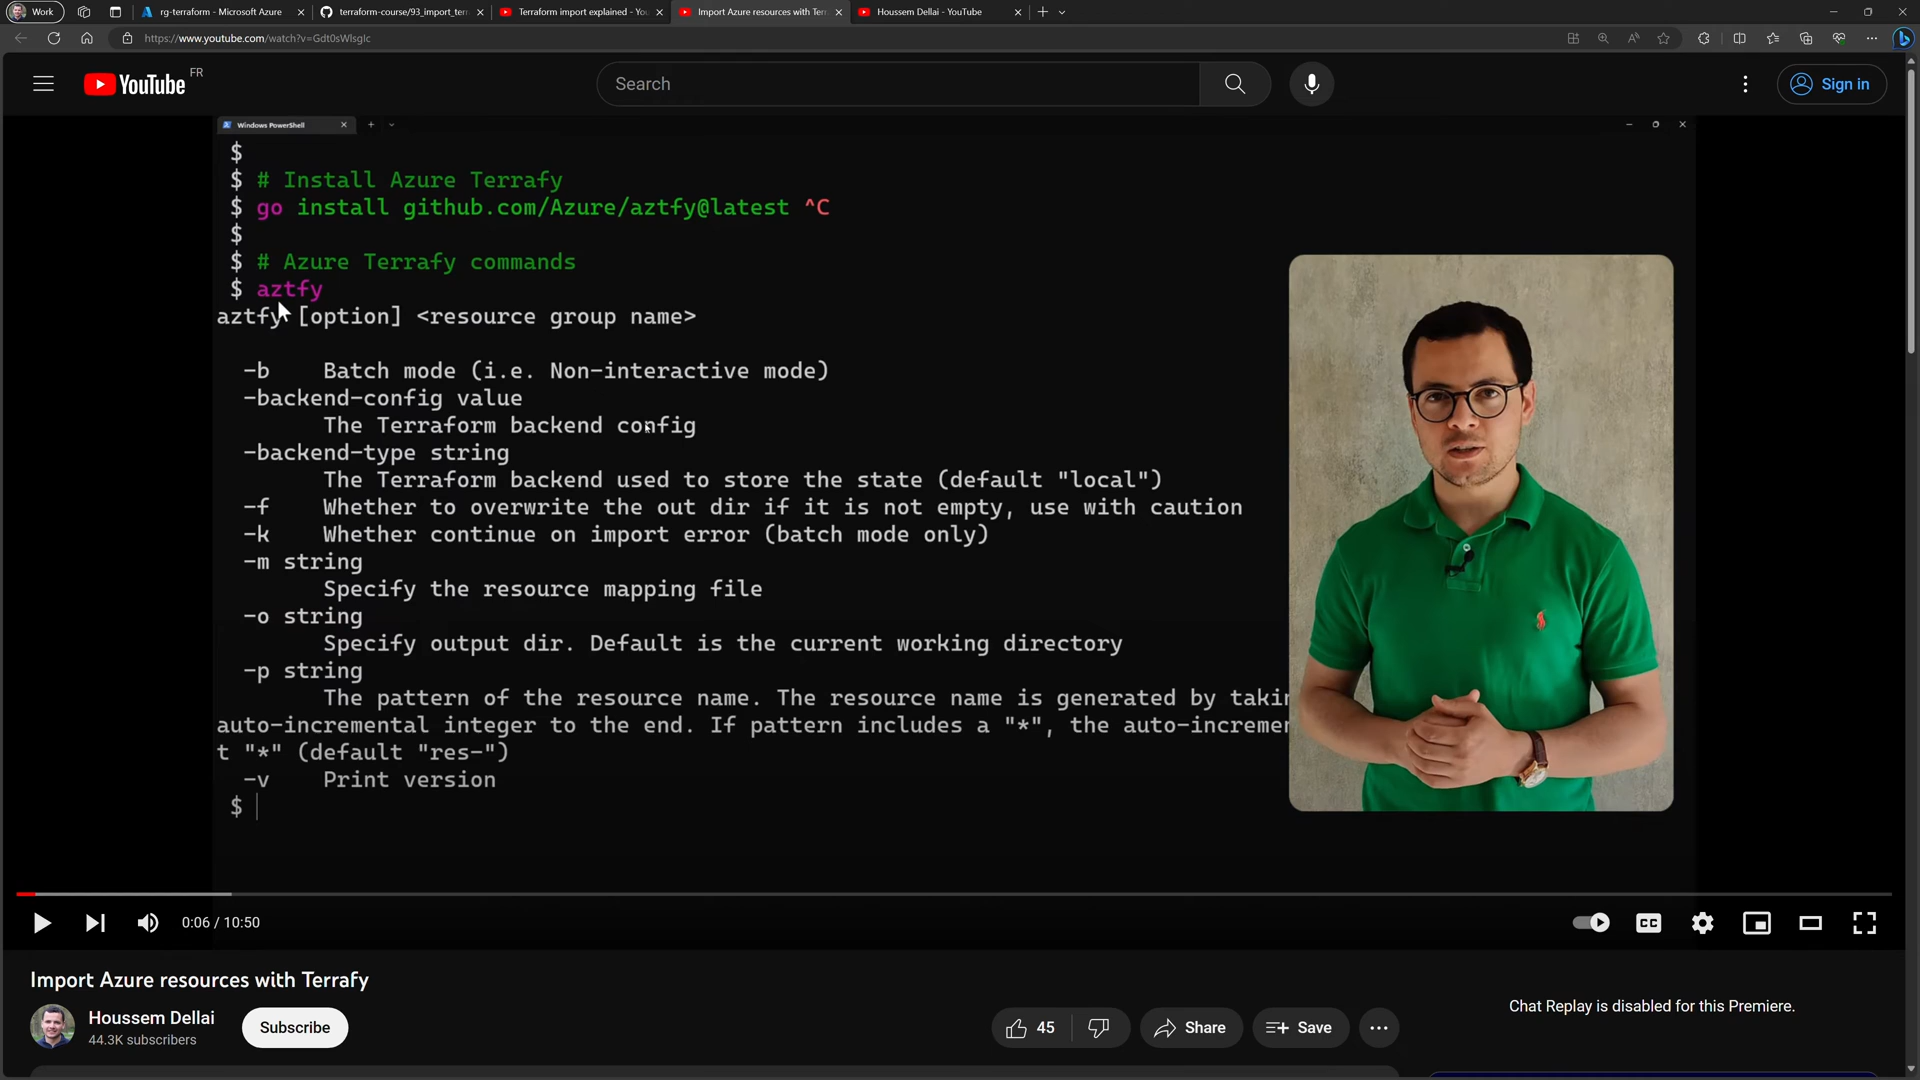 Work
rg-terraform - Microsoft Azure
terraform-course/93_import_ter
Terraform import explained - Yo
Import Azure resources with Ter
Houssem Dellai - YouTube
https://www.youtube.com/watch?v=Gdt0sWlsglc
YouTube FR
Search
Sign in
Windows PowerShell
$
$ # Install Azure Terrafy
$ go install github.com/Azure/aztfy@latest ^C
$
$ # Azure Terrafy commands
$ aztfy
aztfy [option] <resource group name>
-b Batch mode (i.e. Non-interactive mode)
-backend-config value
The Terraform backend config
-backend-type string
The Terraform backend used to store the state (default "local")
-f Whether to overwrite the out dir if it is not empty, use with caution
-k Whether continue on import error (batch mode only)
-m string
Specify the resource mapping file
-o string
Specify output dir. Default is the current working directory
-p string
The pattern of the resource name. The resource name is generated by takin
auto-incremental integer to the end. If pattern includes a "*", the auto-incremen
t "*" (default "res-")
-v Print version
$
0:06 / 10:50
CC
Import Azure resources with Terrafy
Houssem Dellai
44.3K subscribers
Subscribe
45
Share
Save
Chat Replay is disabled for this Premiere.